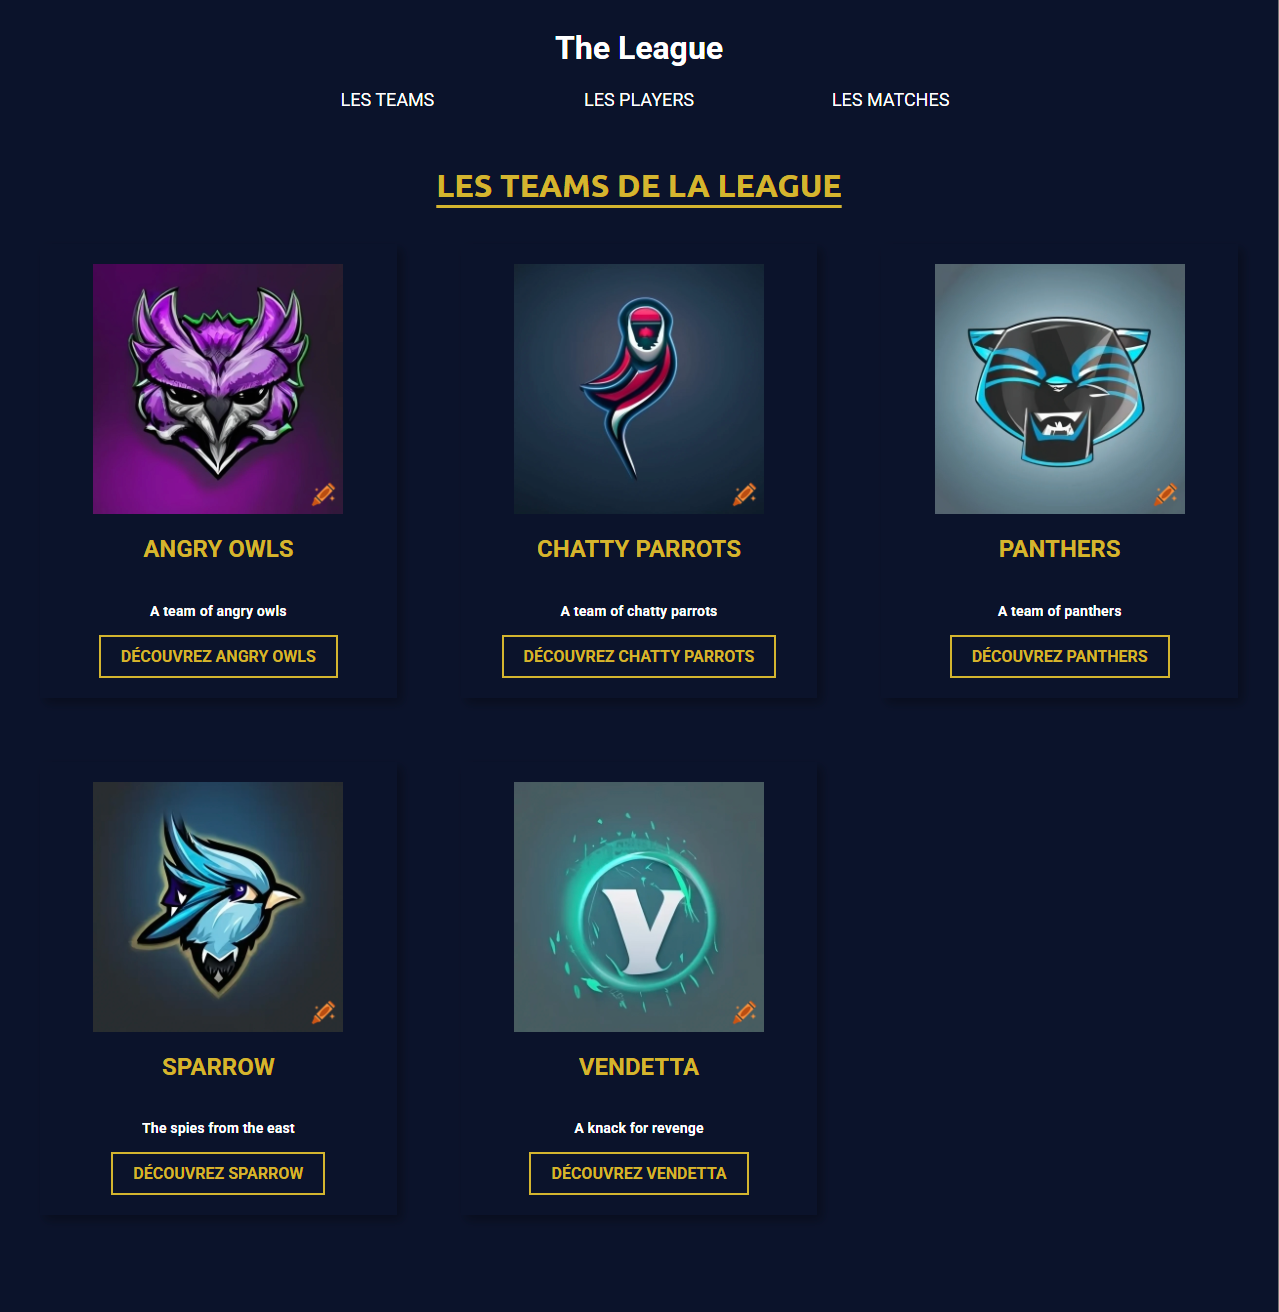 The League
LES TEAMS LES PLAYERS LES MATCHES
LES TEAMS DE LA LEAGUE
ANGRY OWLS
A team of angry owls
DÉCOUVREZ ANGRY OWLS
CHATTY PARROTS
A team of chatty parrots
DÉCOUVREZ CHATTY PARROTS
PANTHERS
A team of panthers
DÉCOUVREZ PANTHERS
SPARROW
The spies from the east
DÉCOUVREZ SPARROW
V
VENDETTA
A knack for revenge
DÉCOUVREZ VENDETTA